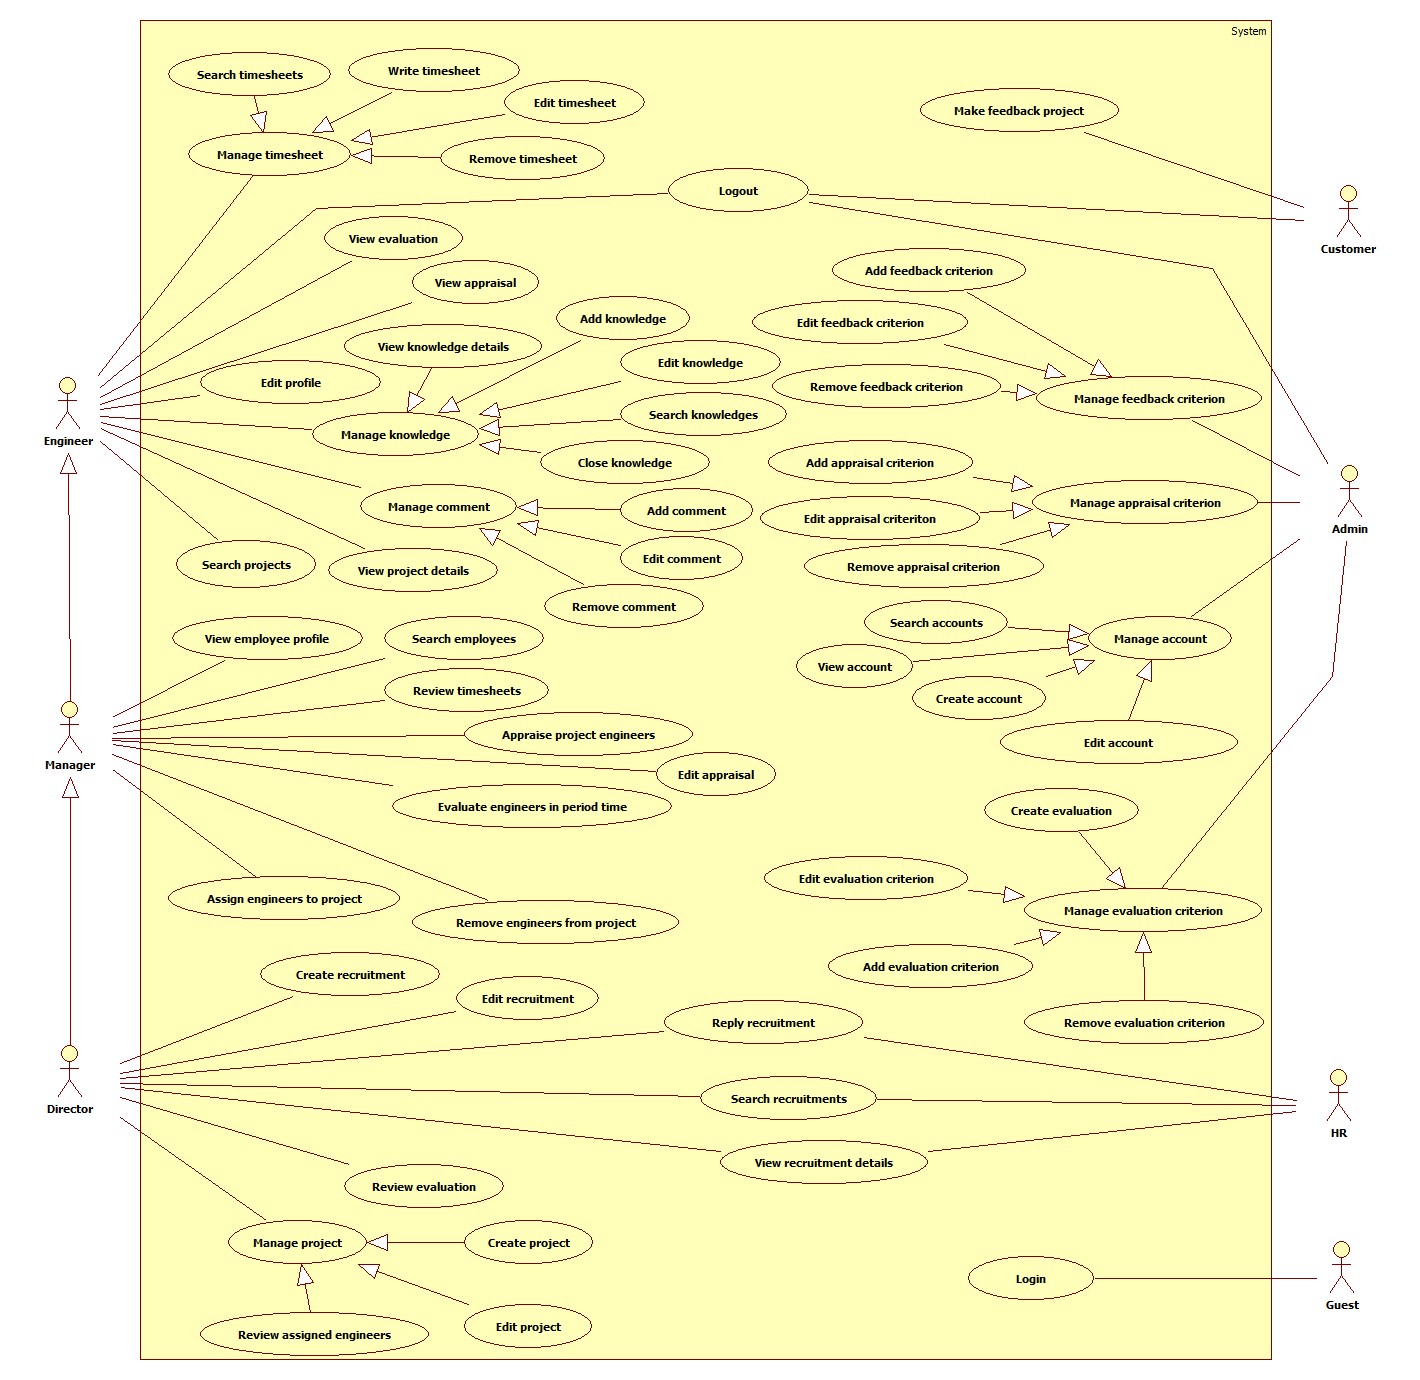 System
Search timesheets
Write timesheet
Edit timesheet
Make feedback project
Manage timesheet
Remove timesheet
Logout
View evaluation
Customer
Add feedback criterion
View appraisal
Add knowledge
Edit feedback criterion
View knowledge details
Edit knowledge
Edit profile
Remove feedback criterion
Manage feedback criterion
Search knowledges
Engineer
Manage knowledge
Close knowledge
Add appraisal criterion
Manage comment
Add comment
Edit appraisal criteriton
Manage appraisal criterion
Admin
Edit comment
Search projects
View project details
Remove appraisal criterion
Remove comment
Search accounts
View employee profile
Search employees
Manage account
View account
Review timesheets
Create account
Appraise project engineers
Edit account
Manager
Edit appraisal
Evaluate engineers in period time
Create evaluation
Edit evaluation criterion
Assign engineers to project
Manage evaluation criterion
Remove engineers from project
Create recruitment
Add evaluation criterion
Edit recruitment
Reply recruitment
Remove evaluation criterion
Search recruitments
Director
HR
View recruitment details
Review evaluation
Manage project
Create project
Login
Guest
Edit project
Review assigned engineers